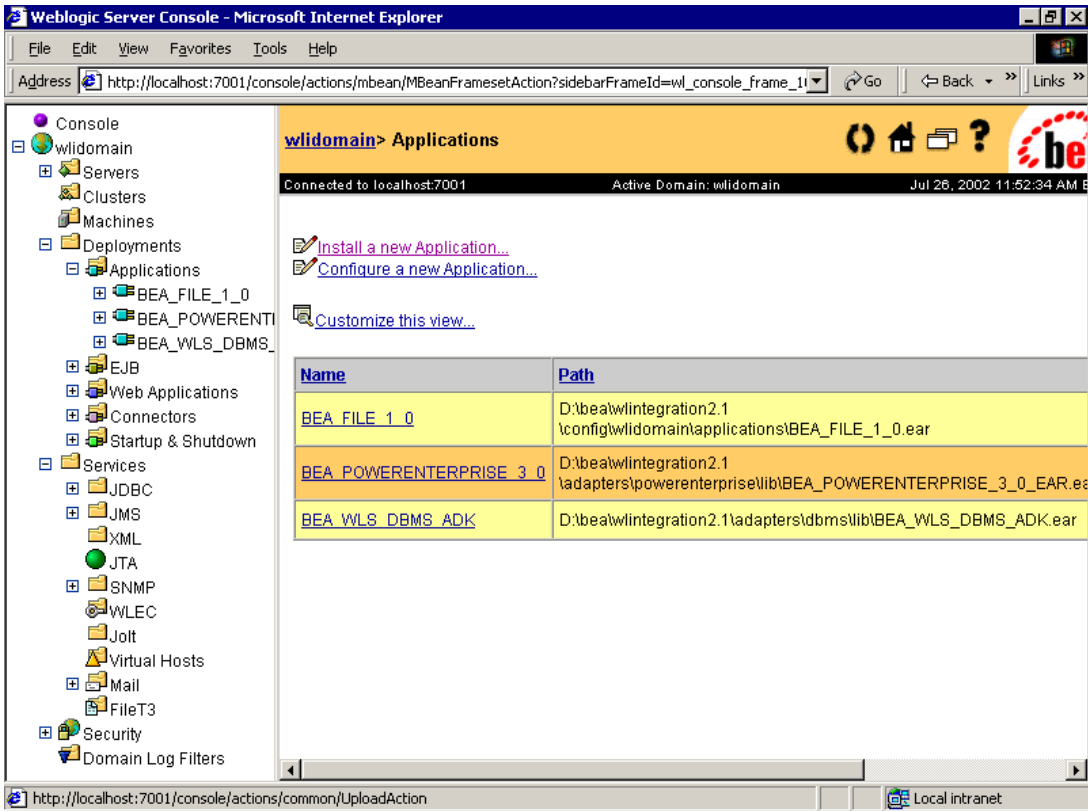 Weblogic Server Console - Microsoft Internet Explorer
File Edit View Favorites Tools Help
Address http://localhost:7001/console/actions/mbean/MBeanFramesetAction?sidebarFrameId=wl_console_frame_1 Go Back » Links »
Console
wlidomain
Servers
Clusters
Machines
Deployments
Applications
BEA_FILE_1_0
BEA_POWERENT
BEA_WLS_DBMS_
EJB
Web Applications
Connectors
Startup & Shutdown
Services
JDBC
JMS
XML
JTA
SNMP
WLEC
Jolt
Virtual Hosts
Mail
FileT3
Security
Domain Log Filters
wlidomain> Applications
?
be
Connected to localhost:7001 Active Domain: wlidomain Jul 26, 2002 11:52:34 AM E
Install a new Application...
Configure a new Application...
Customize this view...
Name Path
BEA_FILE_1_0 D:\bea\wlintegration2.1
\config\wlidomain\applications\BEA_FILE_1_0.ear
BEA_POWERENTERPRISE_3_0 D:\bea\wlintegration2.1
\adapters\powerenterprise\lib\BEA_POWERENTERPRISE_3_0_EAR.ea
BEA_WLS_DBMS_ADK D:\bea\wlintegration2.1\adapters\dbms\lib\BEA_WLS_DBMS_ADK.ear
http://localhost:7001/console/actions/common/UploadAction Local intranet